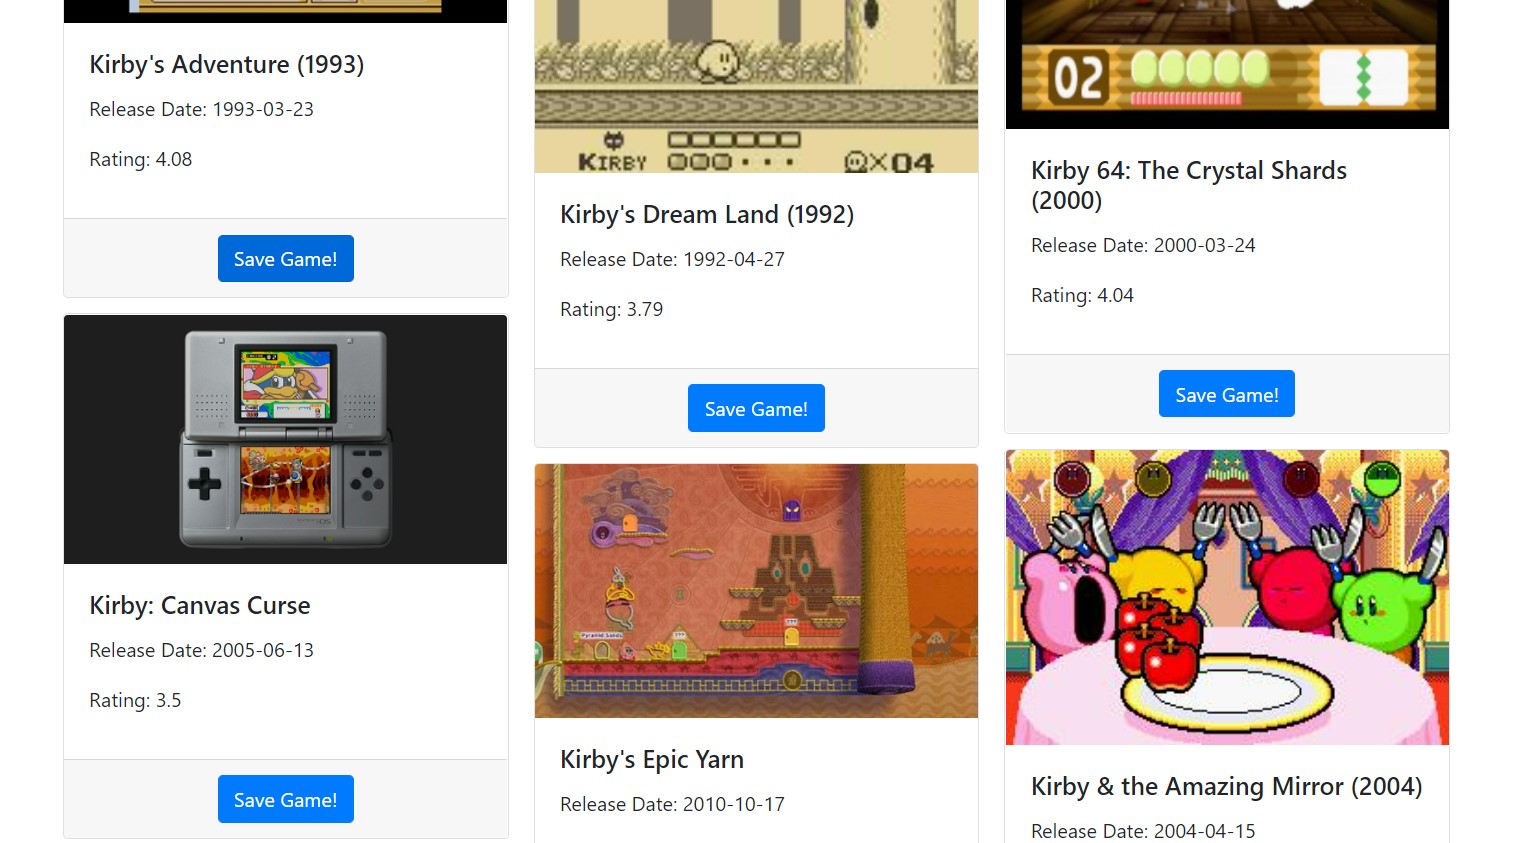 Kirby's Adventure (1993)
Release Date: 1993-03-23
Rating: 4.08
Save Game!
Kirby: Canvas Curse
Release Date: 2005-06-13
Rating: 3.5
Save Game!
KIRBY
×04
Kirby's Dream Land (1992)
Release Date: 1992-04-27
Rating: 3.79
Save Game!
Pyramid Sands
???
???
Kirby's Epic Yarn
Release Date: 2010-10-17
02
Kirby 64: The Crystal Shards
(2000)
Release Date: 2000-03-24
Rating: 4.04
Save Game!
Kirby & the Amazing Mirror (2004)
Release Date: 2004-04-15